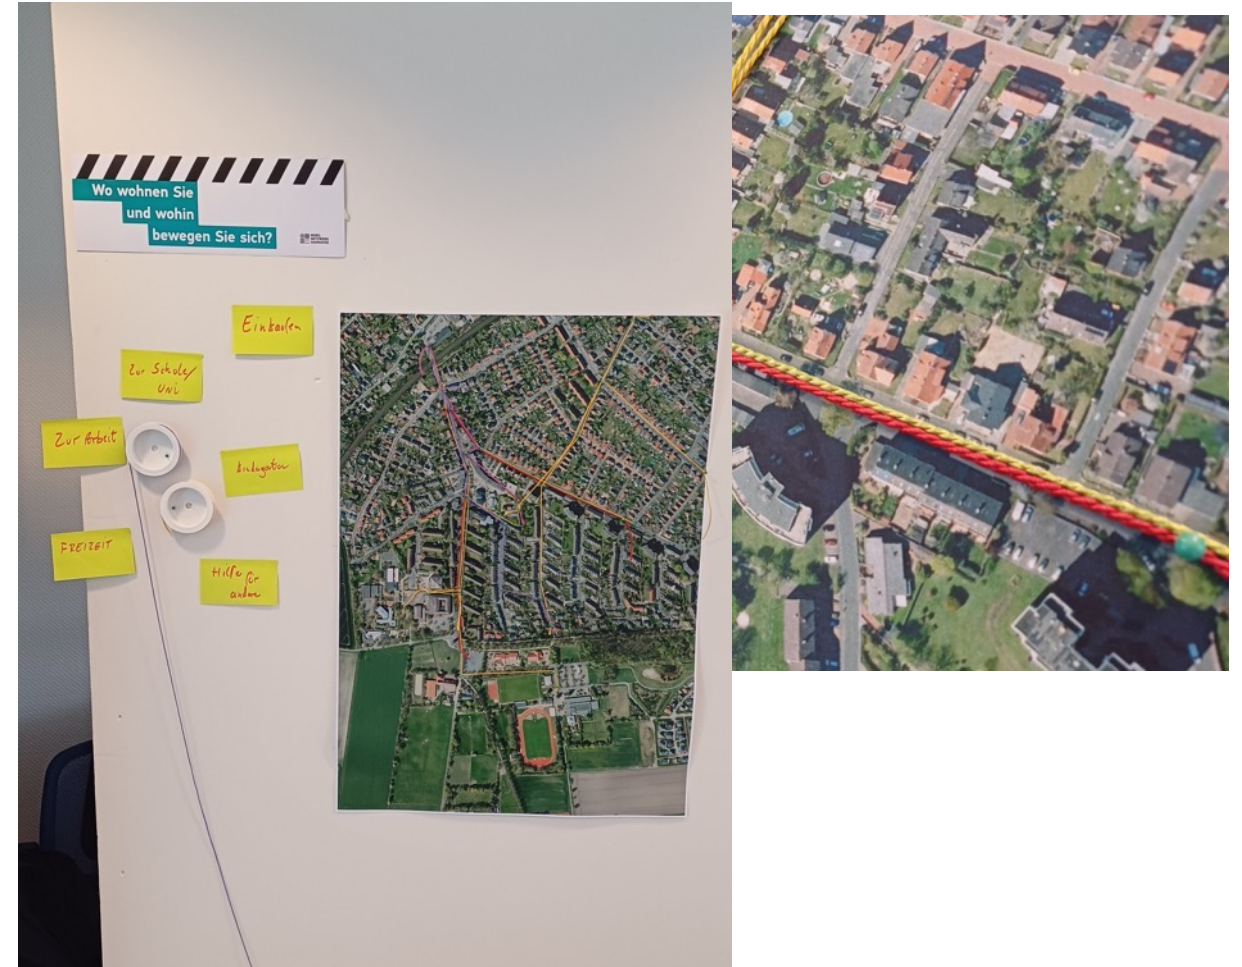 Wo wohnen Sie
und wohin
bewegen Sie sich?
Einkaufen
Zur Schule/
UNI
Zur Arbeit
Kindergarten
FREIZEIT
Hilfe für
andere